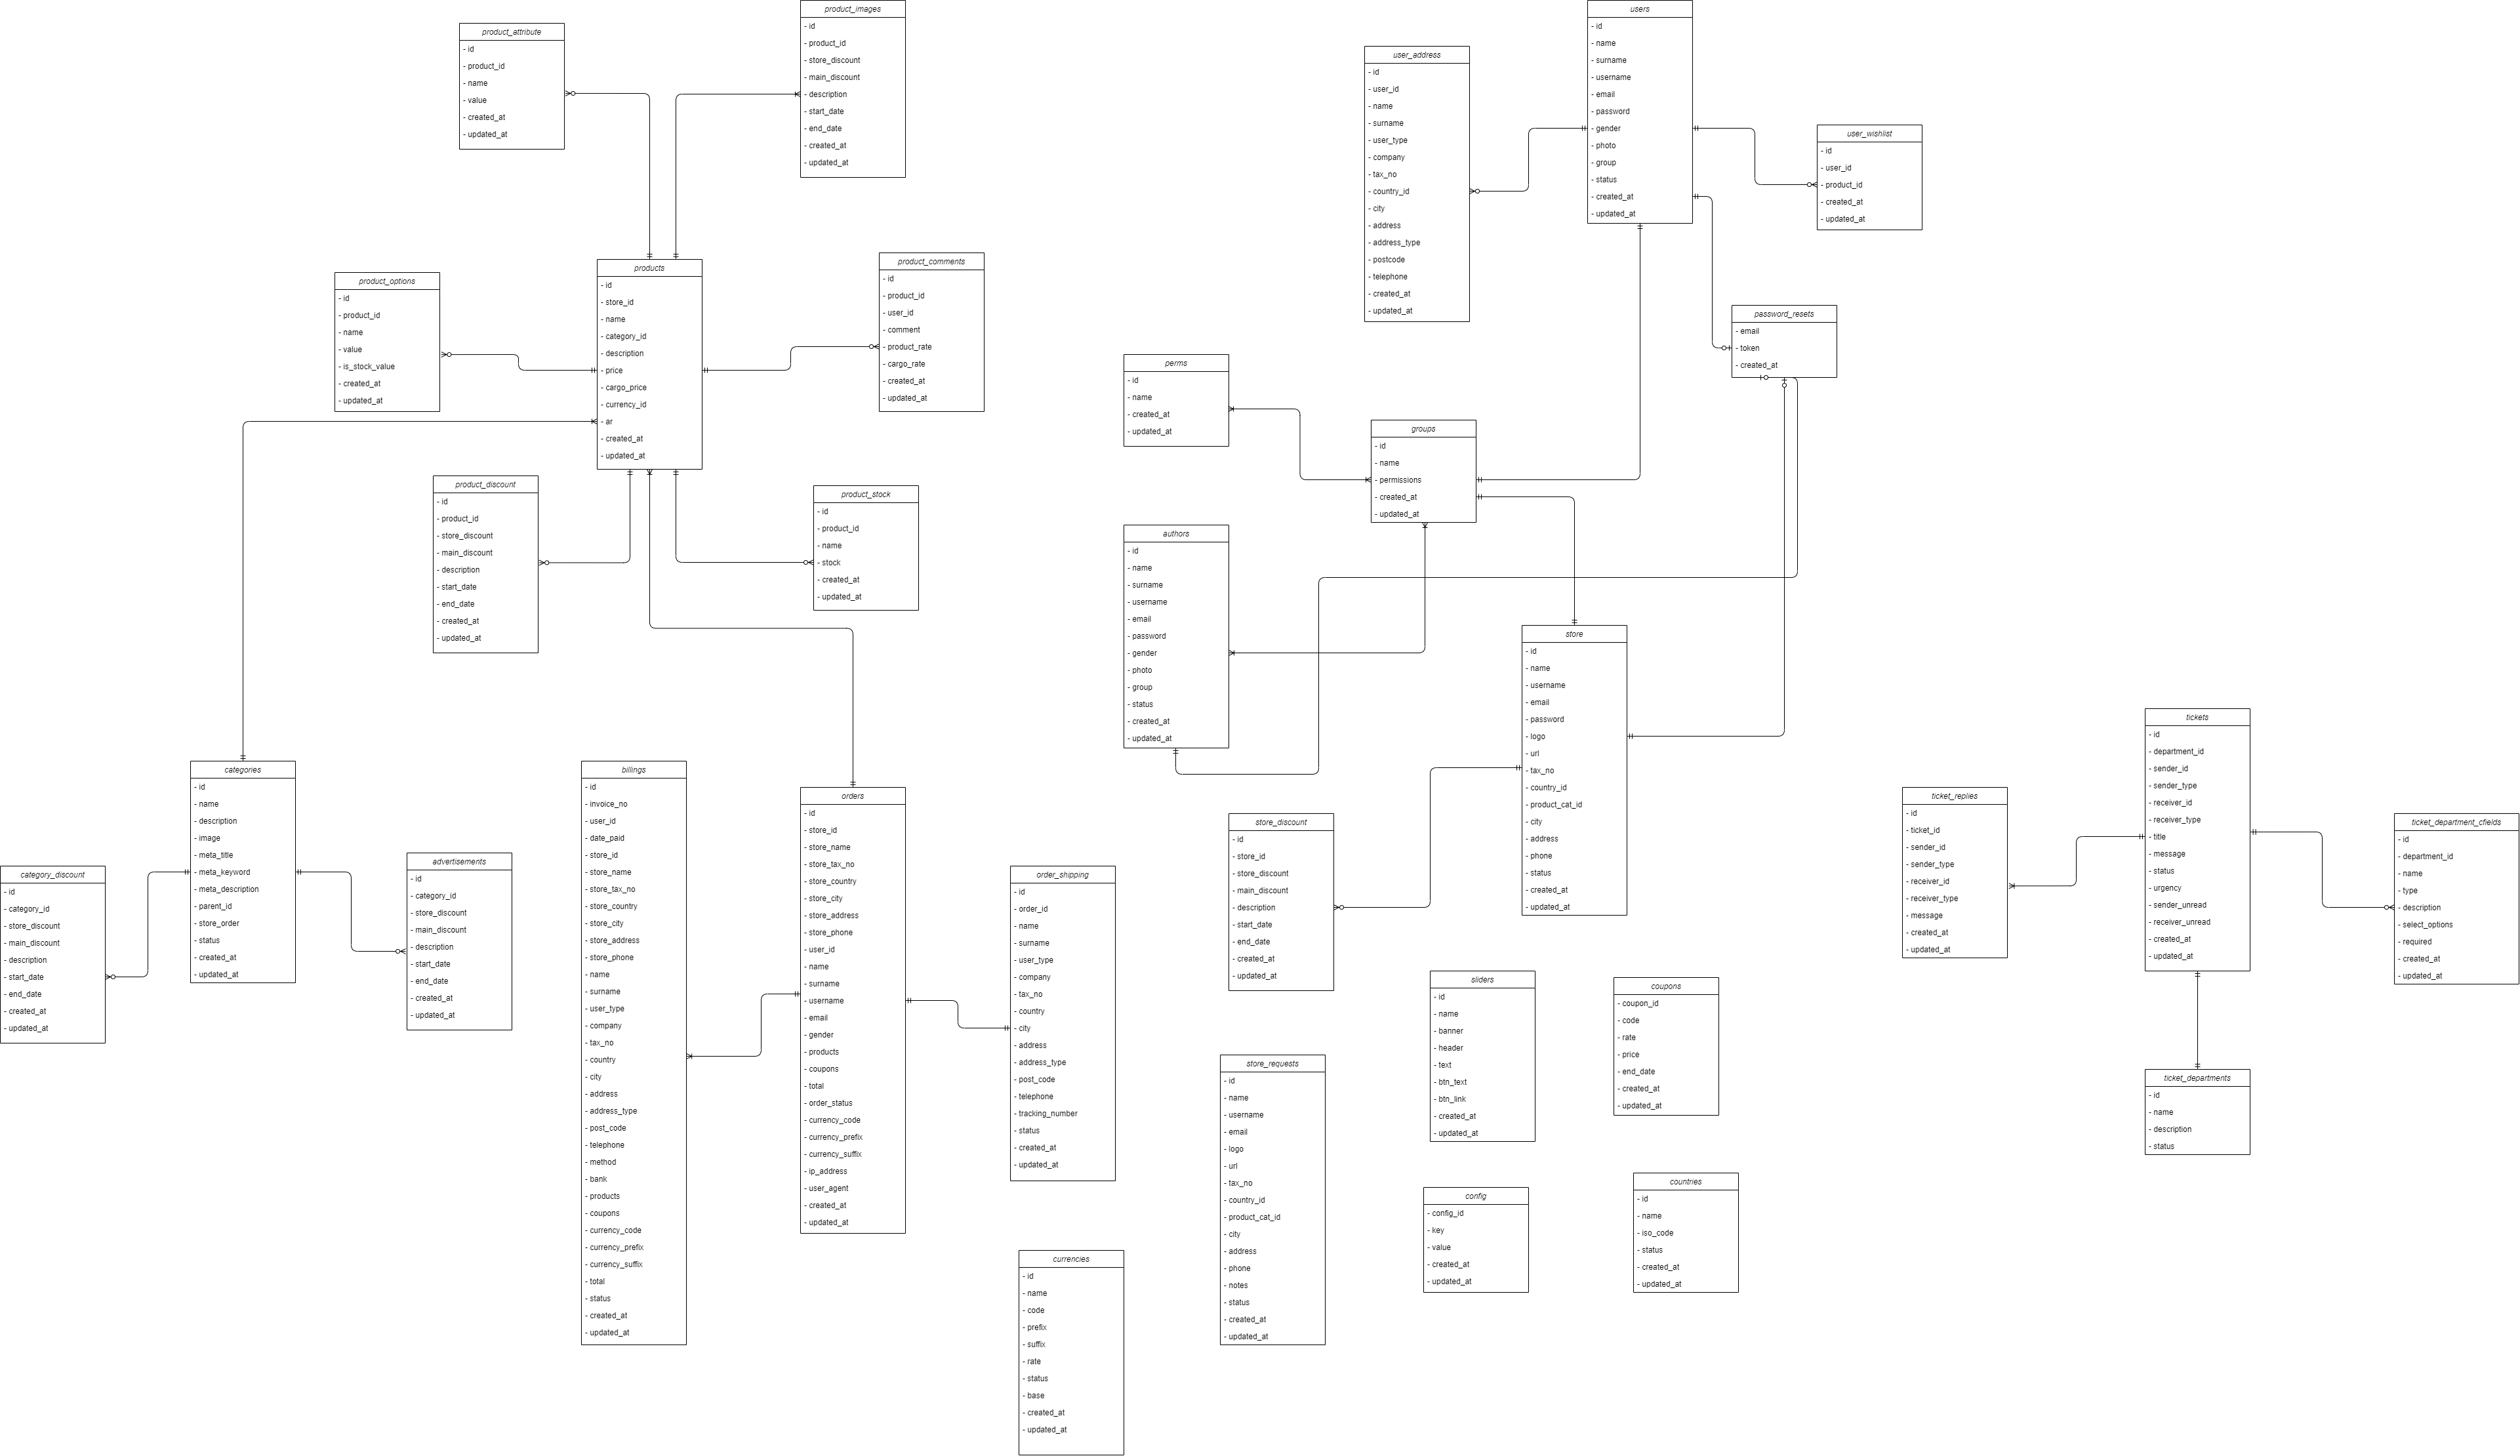 product_images
- id
- product_id
- store_discount
- main_discount
- description
- start_date
- end_date
- created_at
- updated_at
product_attribute
- id
- product_id
- name
- value
- created_at
- updated_at
users
- id
- name
- surname
- username
- email
- password
- gender
- photo
- group
- status
- created_at
- updated_at
user_address
- id
- user_id
- name
- surname
- user_type
- company
- tax_no
- country_id
- city
- address
- address_type
- postcode
- telephone
- created_at
- updated_at
user_wishlist
- id
- user_id
- product_id
- created_at
- updated_at
product_options
- id
- product_id
- name
- value
- is_stock_value
- created_at
- updated_at
products
- id
- store_id
- name
- category_id
- description
- price
- cargo_price
- currency_id
- ar
- created_at
- updated_at
product_comments
- id
- product_id
- user_id
- comment
- product_rate
- cargo_rate
- created_at
- updated_at
password_resets
- email
- token
- created_at
perms
- id
- name
- created_at
- updated_at
groups
- id
- name
- permissions
- created_at
- updated_at
product_discount
- id
- product_id
- store_discount
- main_discount
- description
- start_date
- end_date
- created_at
- updated_at
product_stock
- id
- product_id
- name
- stock
- created_at
- updated_at
authors
- id
- name
- surname
- username
- email
- password
- gender
- photo
- group
- status
- created_at
- updated_at
store
- id
- name
- username
- email
- password
- logo
- url
- tax_no
- country_id
- product_cat_id
- city
- address
- phone
- status
- created_at
- updated_at
tickets
- id
- department_id
- sender_id
- sender_type
- receiver_id
- receiver_type
- title
- message
- status
- urgency
- sender_unread
- receiver_unread
- created_at
- updated_at
ticket_replies
- id
- ticket_id
- sender_id
- sender_type
- receiver_id
- receiver_type
- message
- created_at
- updated_at
ticket_department_cfields
- id
- department_id
- name
- type
- description
- select_options
- required
- created_at
- updated_at
ticket_departments
- id
- name
- description
- status
category_discount
- id
- category_id
- store_discount
- main_discount
- description
- start_date
- end_date
- created_at
- updated_at
categories
- id
- name
- description
- image
- meta_title
- meta_keyword
- meta_description
- parent_id
- store_order
- status
- created_at
- updated_at
advertisements
- id
- category_id
- store_discount
- main_discount
- description
- start_date
- end_date
- created_at
- updated_at
billings
- id
- invoice_no
- user_id
- date_paid
- store_id
- store_name
- store_tax_no
- store_country
- store_city
- store_address
- store_phone
- name
- surname
- user_type
- company
- tax_no
- country
- city
- address
- address_type
- post_code
- telephone
- method
- bank
- products
- coupons
- currency_code
- currency_prefix
- currency_suffix
- total
- status
- created_at
- updated_at
orders
- id
- store_id
- store_name
- store_tax_no
- store_country
- store_city
- store_address
- store_phone
- user_id
- name
- surname
- username
- email
- gender
- products
- coupons
- total
- order_status
- currency_code
- currency_prefix
- currency_suffix
- ip_address
- user_agent
- created_at
- updated_at
order_shipping
- id
- order_id
- name
- surname
- user_type
- company
- tax_no
- country
- city
- address
- address_type
- post_code
- telephone
- tracking_number
- status
- created_at
- updated_at
store_discount
- id
- store_id
- store_discount
- main_discount
- description
- start_date
- end_date
- created_at
- updated_at
sliders
- id
- name
- banner
- header
- text
- btn_text
- btn_link
- created_at
- updated_at
coupons
- coupon_id
- code
- rate
- price
- end_date
- created_at
- updated_at
store_requests
- id
- name
- username
- email
- logo
- url
- tax_no
- country_id
- product_cat_id
- city
- address
- phone
- notes
- status
- created_at
- updated_at
config
- config_id
- key
- value
- created_at
- updated_at
countries
- id
- name
- iso_code
- status
- created_at
- updated_at
currencies
- id
- name
- code
- prefix
- suffix
- rate
- status
- base
- created_at
- updated_at